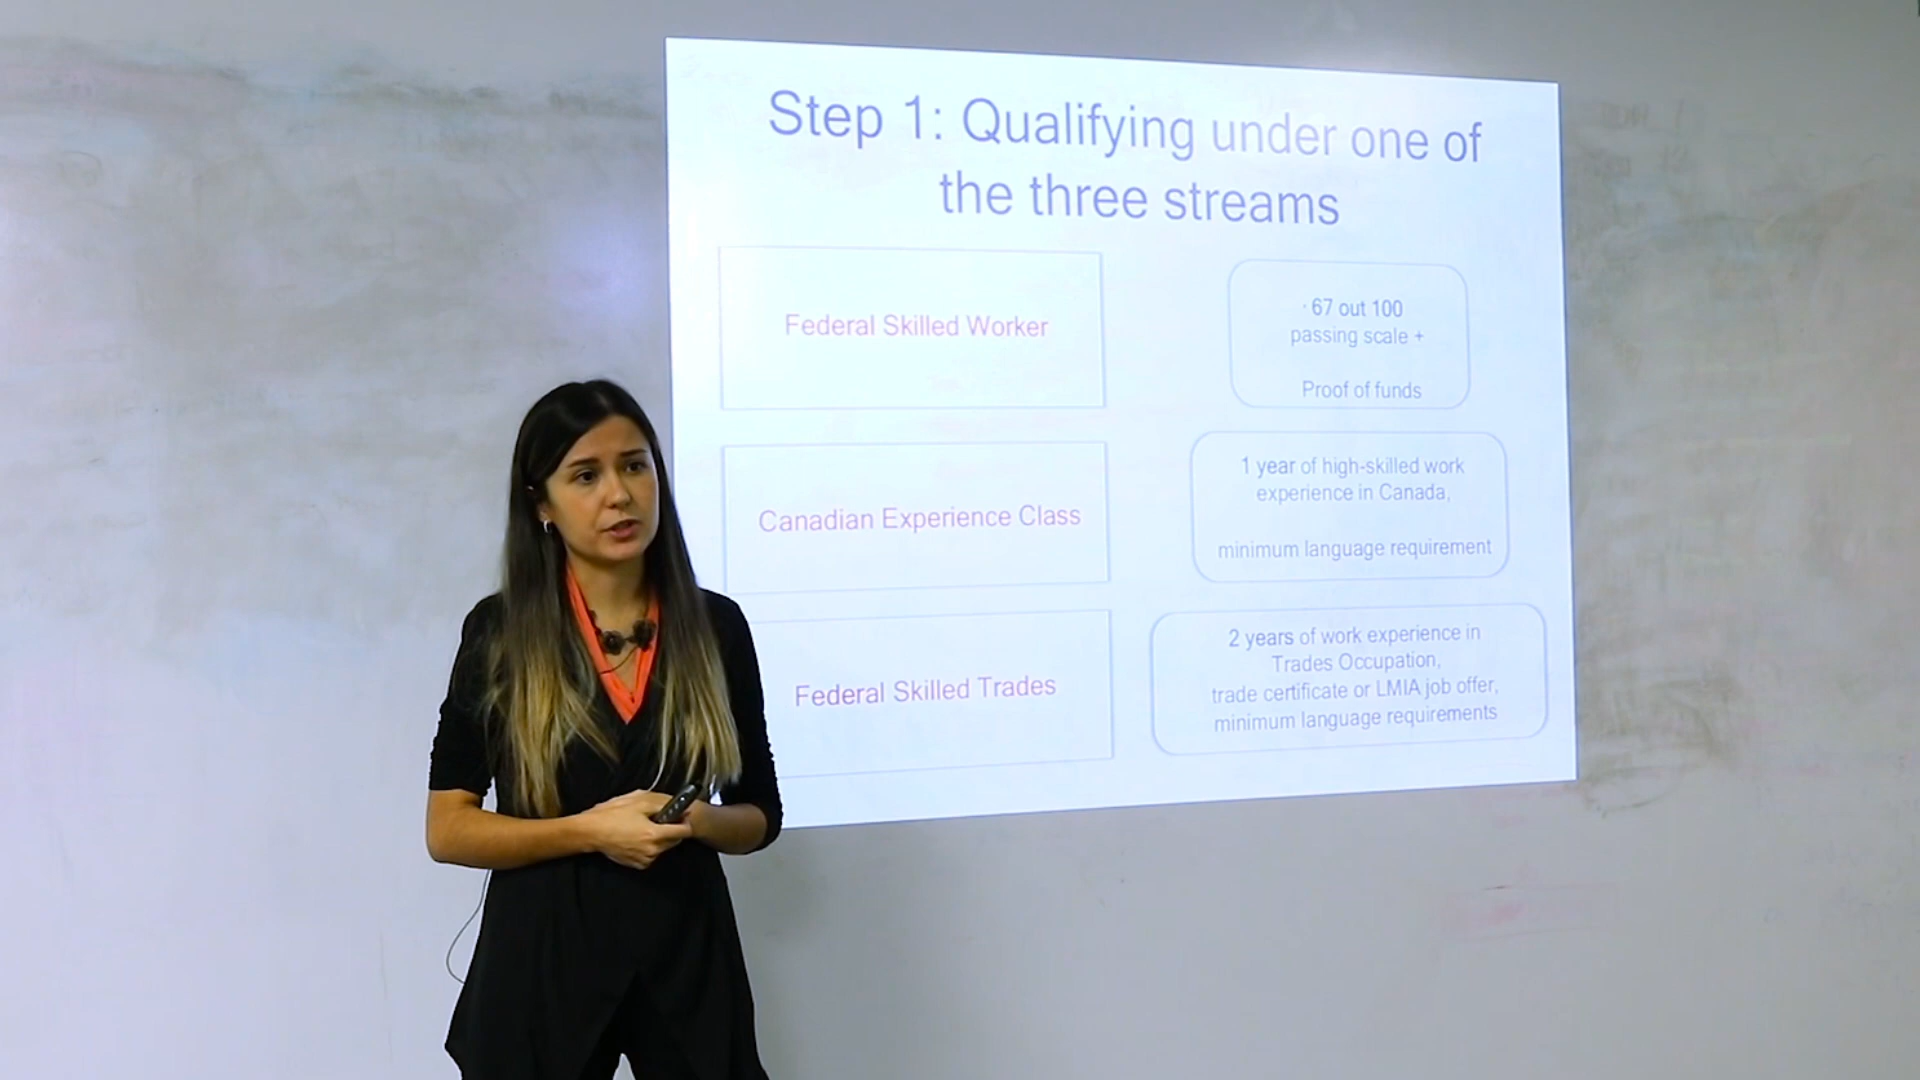 Step 1: Qualifying under one of
the three streams
Federal Skilled Worker
· 67 out 100
passing scale +
Proof of funds
Canadian Experience Class
1 year of high-skilled work
experience in Canada,
minimum language requirement
Federal Skilled Trades
2 years of work experience in
Trades Occupation,
trade certificate or LMIA job offer,
minimum language requirements